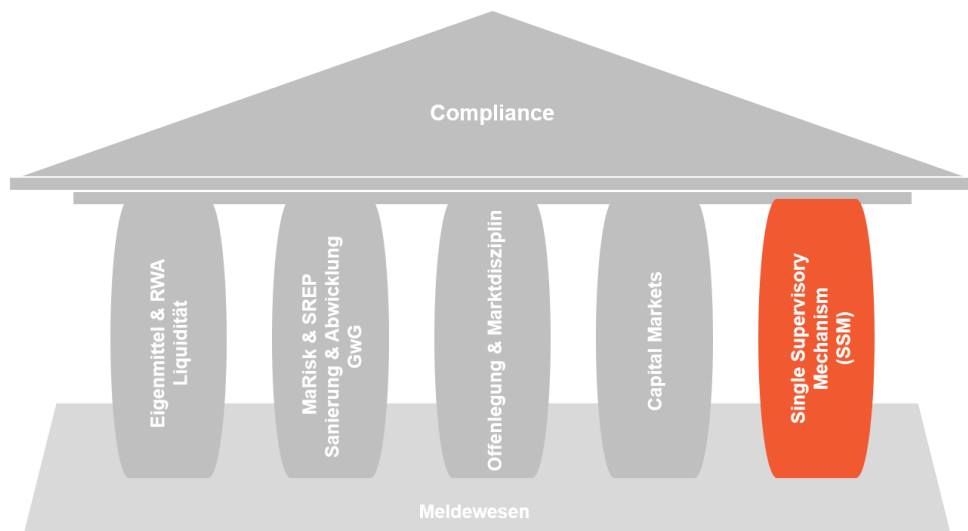 Compliance
Eigenmittel & RWA
Liquidität
MaRisk & SREP
Sanierung & Abwicklung
GwG
Offenlegung & Marktdisziplin
Capital Markets
Single Supervisory
Mechanism
(SSM)
Meldewesen